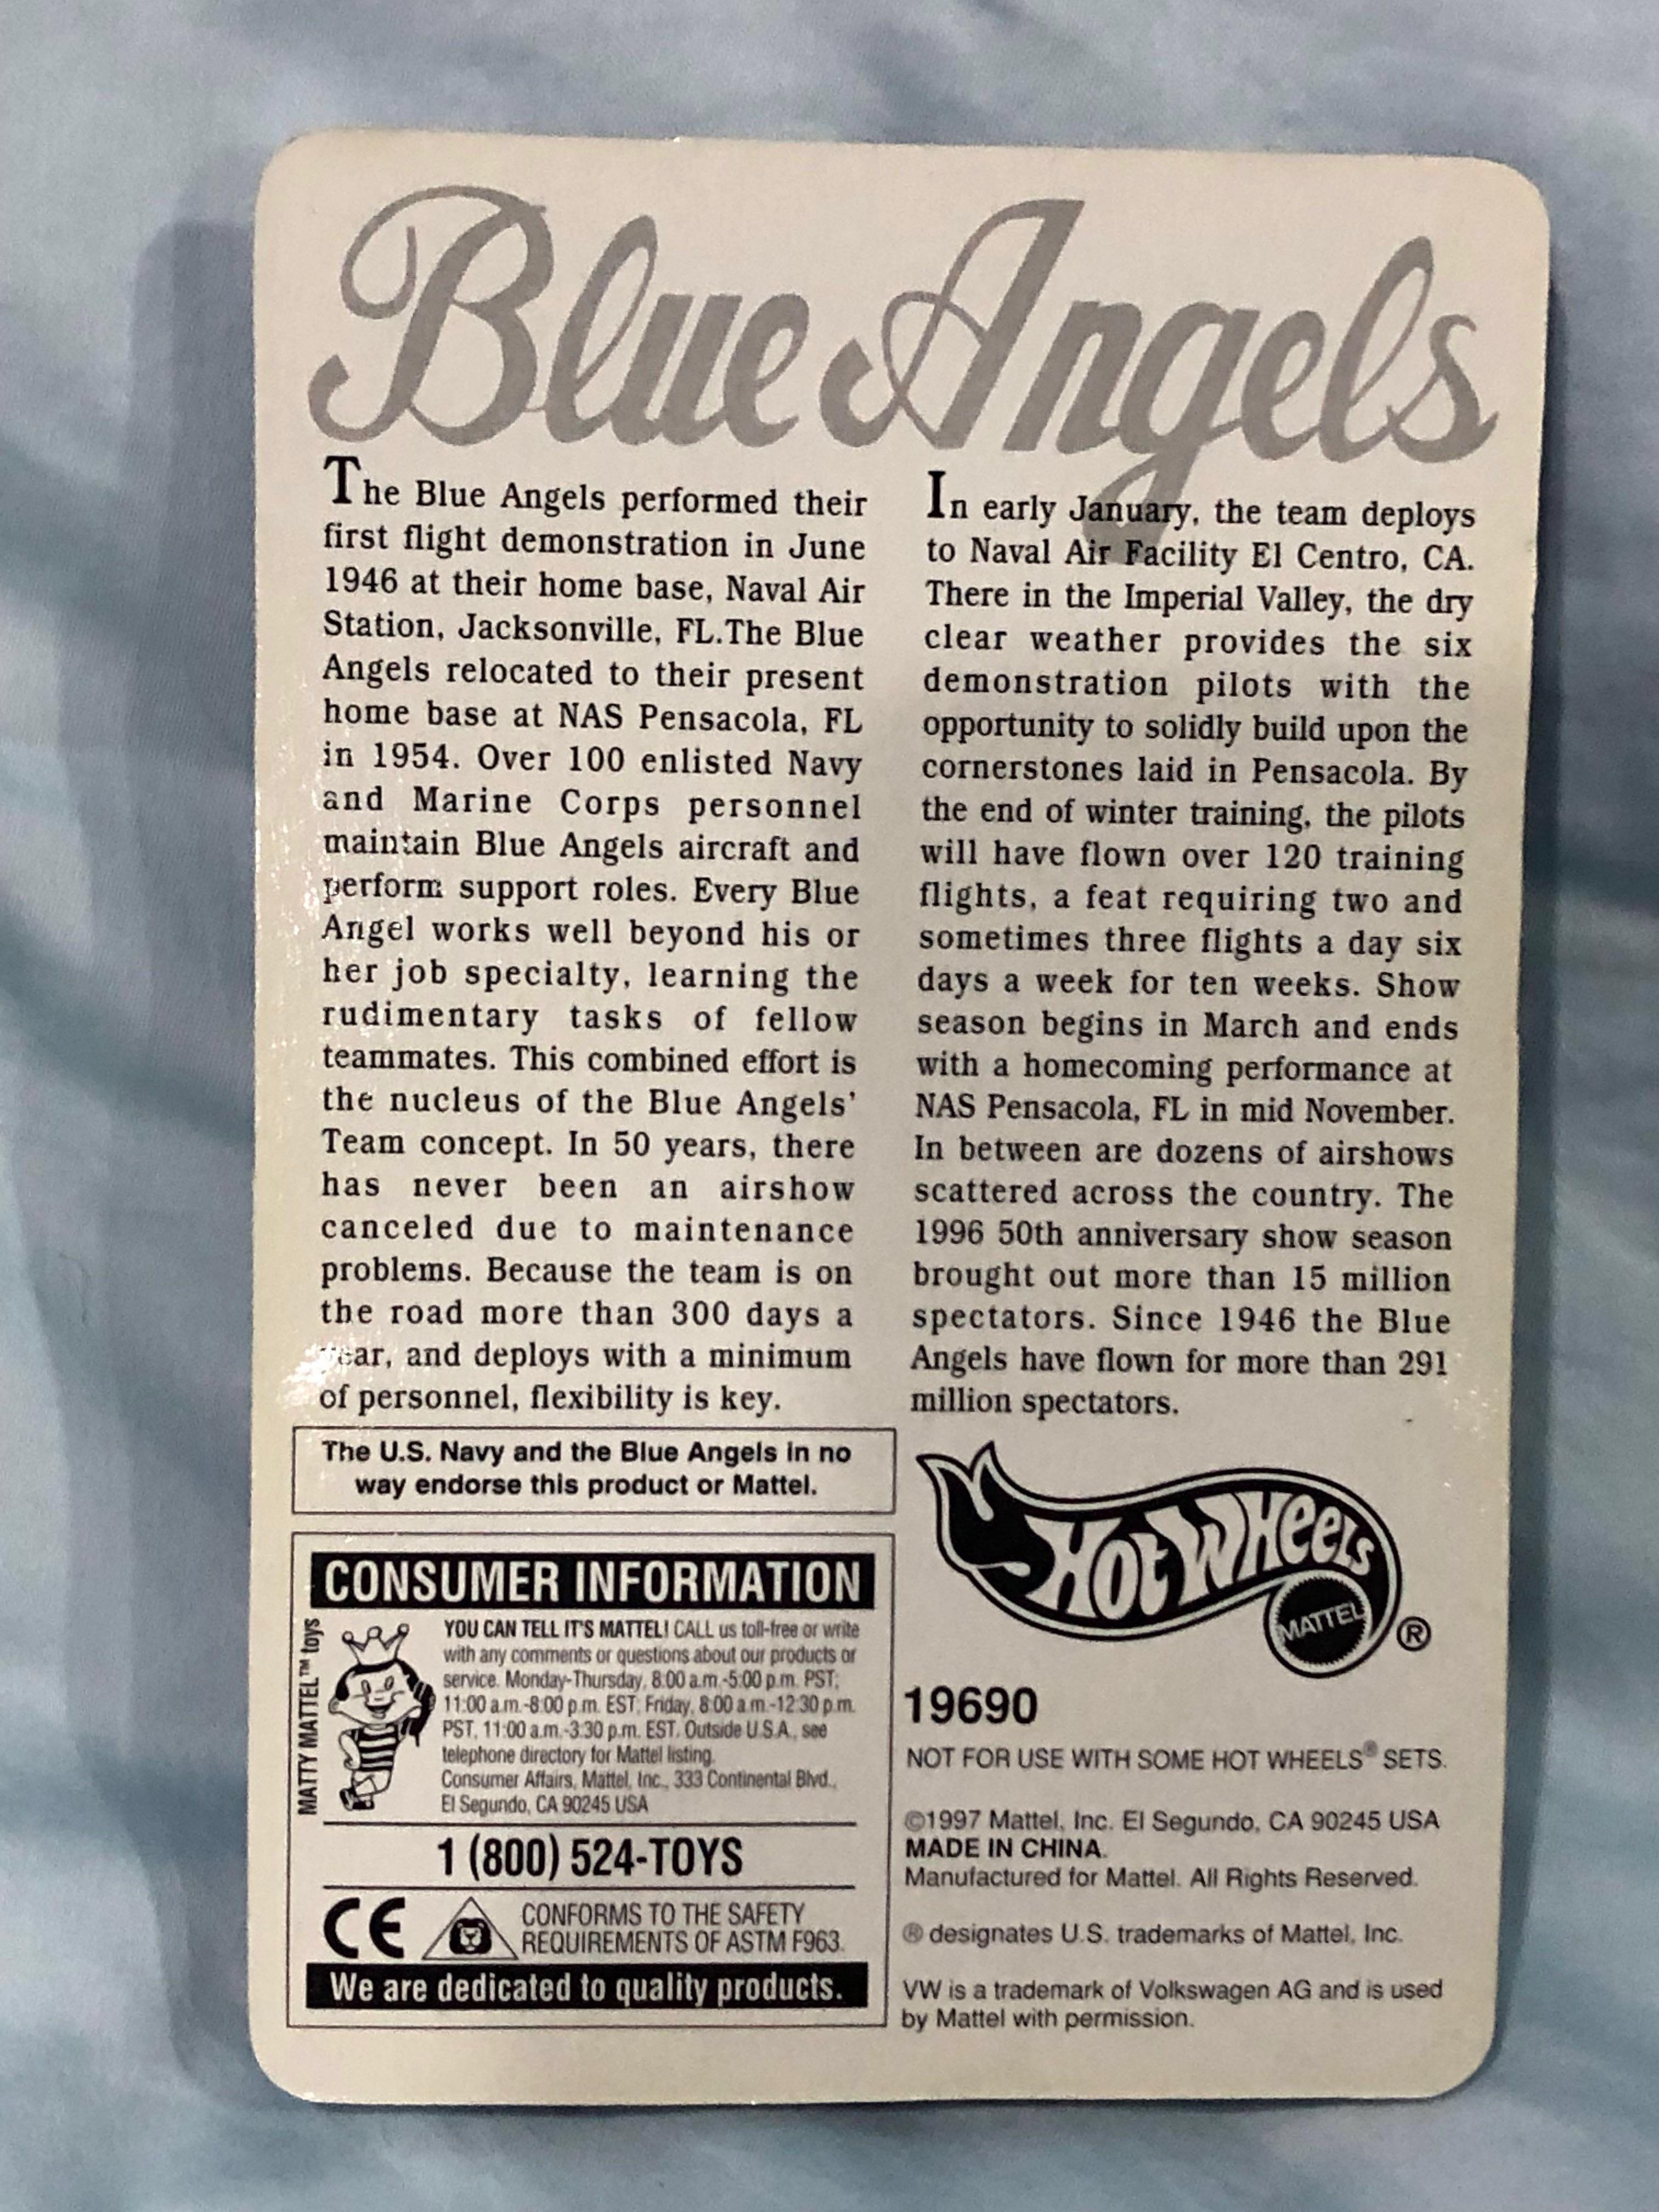 Blue Angels
The Blue Angels performed their
first flight demonstration in June
1946 at their home base, Naval Air
Station, Jacksonville, FL.The Blue
Angels relocated to their present
home base at NAS Pensacola, FL
in 1954. Over 100 enlisted Navy
and Marine Corps personnel
maintain Blue Angels aircraft and
perform support roles. Every Blue
Angel works well beyond his or
her job specialty, learning the
rudimentary tasks of fellow
teammates. This combined effort is
the nucleus of the Blue Angels'
Team concept. In 50 years, there
has never been an airshow
canceled due to maintenance
problems. Because the team is on
the road more than 300 days a
year, and deploys with a minimum
of personnel, flexibility is key.
In early January, the team deploys
to Naval Air Facility El Centro, CA.
There in the Imperial Valley, the dry
clear weather provides the six
demonstration pilots with the
opportunity to solidly build upon the
cornerstones laid in Pensacola. By
the end of winter training, the pilots
will have flown over 120 training
flights, a feat requiring two and
sometimes three flights a day six
days a week for ten weeks. Show
season begins in March and ends
with a homecoming performance at
NAS Pensacola, FL in mid November.
In between are dozens of airshows
scattered across the country. The
1996 50th anniversary show season
brought out more than 15 million
spectators. Since 1946 the Blue
Angels have flown for more than 291
million spectators.
The U.S. Navy and the Blue Angels in no
way endorse this product or Mattel.
CONSUMER INFORMATION
MATTY MATTEL™ toys
YOU CAN TELL IT'S MATTEL! CALL us toll-free or write
with any comments or questions about our products or
service. Monday-Thursday, 8:00 a.m.-5:00 p.m. PST;
11:00 a.m.-8:00 p.m. EST; Friday, 8:00 a.m.-12:30 p.m.
PST, 11:00 a.m.-3:30 p.m. EST. Outside U.S.A., see
telephone directory for Mattel listing.
Consumer Affairs, Mattel, Inc., 333 Continental Blvd.,
El Segundo, CA 90245 USA
1 (800) 524-TOYS
CE
CONFORMS TO THE SAFETY
REQUIREMENTS OF ASTM F963.
We are dedicated to quality products.
HOT WHEELS
MATTEL ®
19690
NOT FOR USE WITH SOME HOT WHEELS® SETS.
©1997 Mattel, Inc. El Segundo, CA 90245 USA
MADE IN CHINA.
Manufactured for Mattel. All Rights Reserved.
® designates U.S. trademarks of Mattel, Inc.
VW is a trademark of Volkswagen AG and is used
by Mattel with permission.